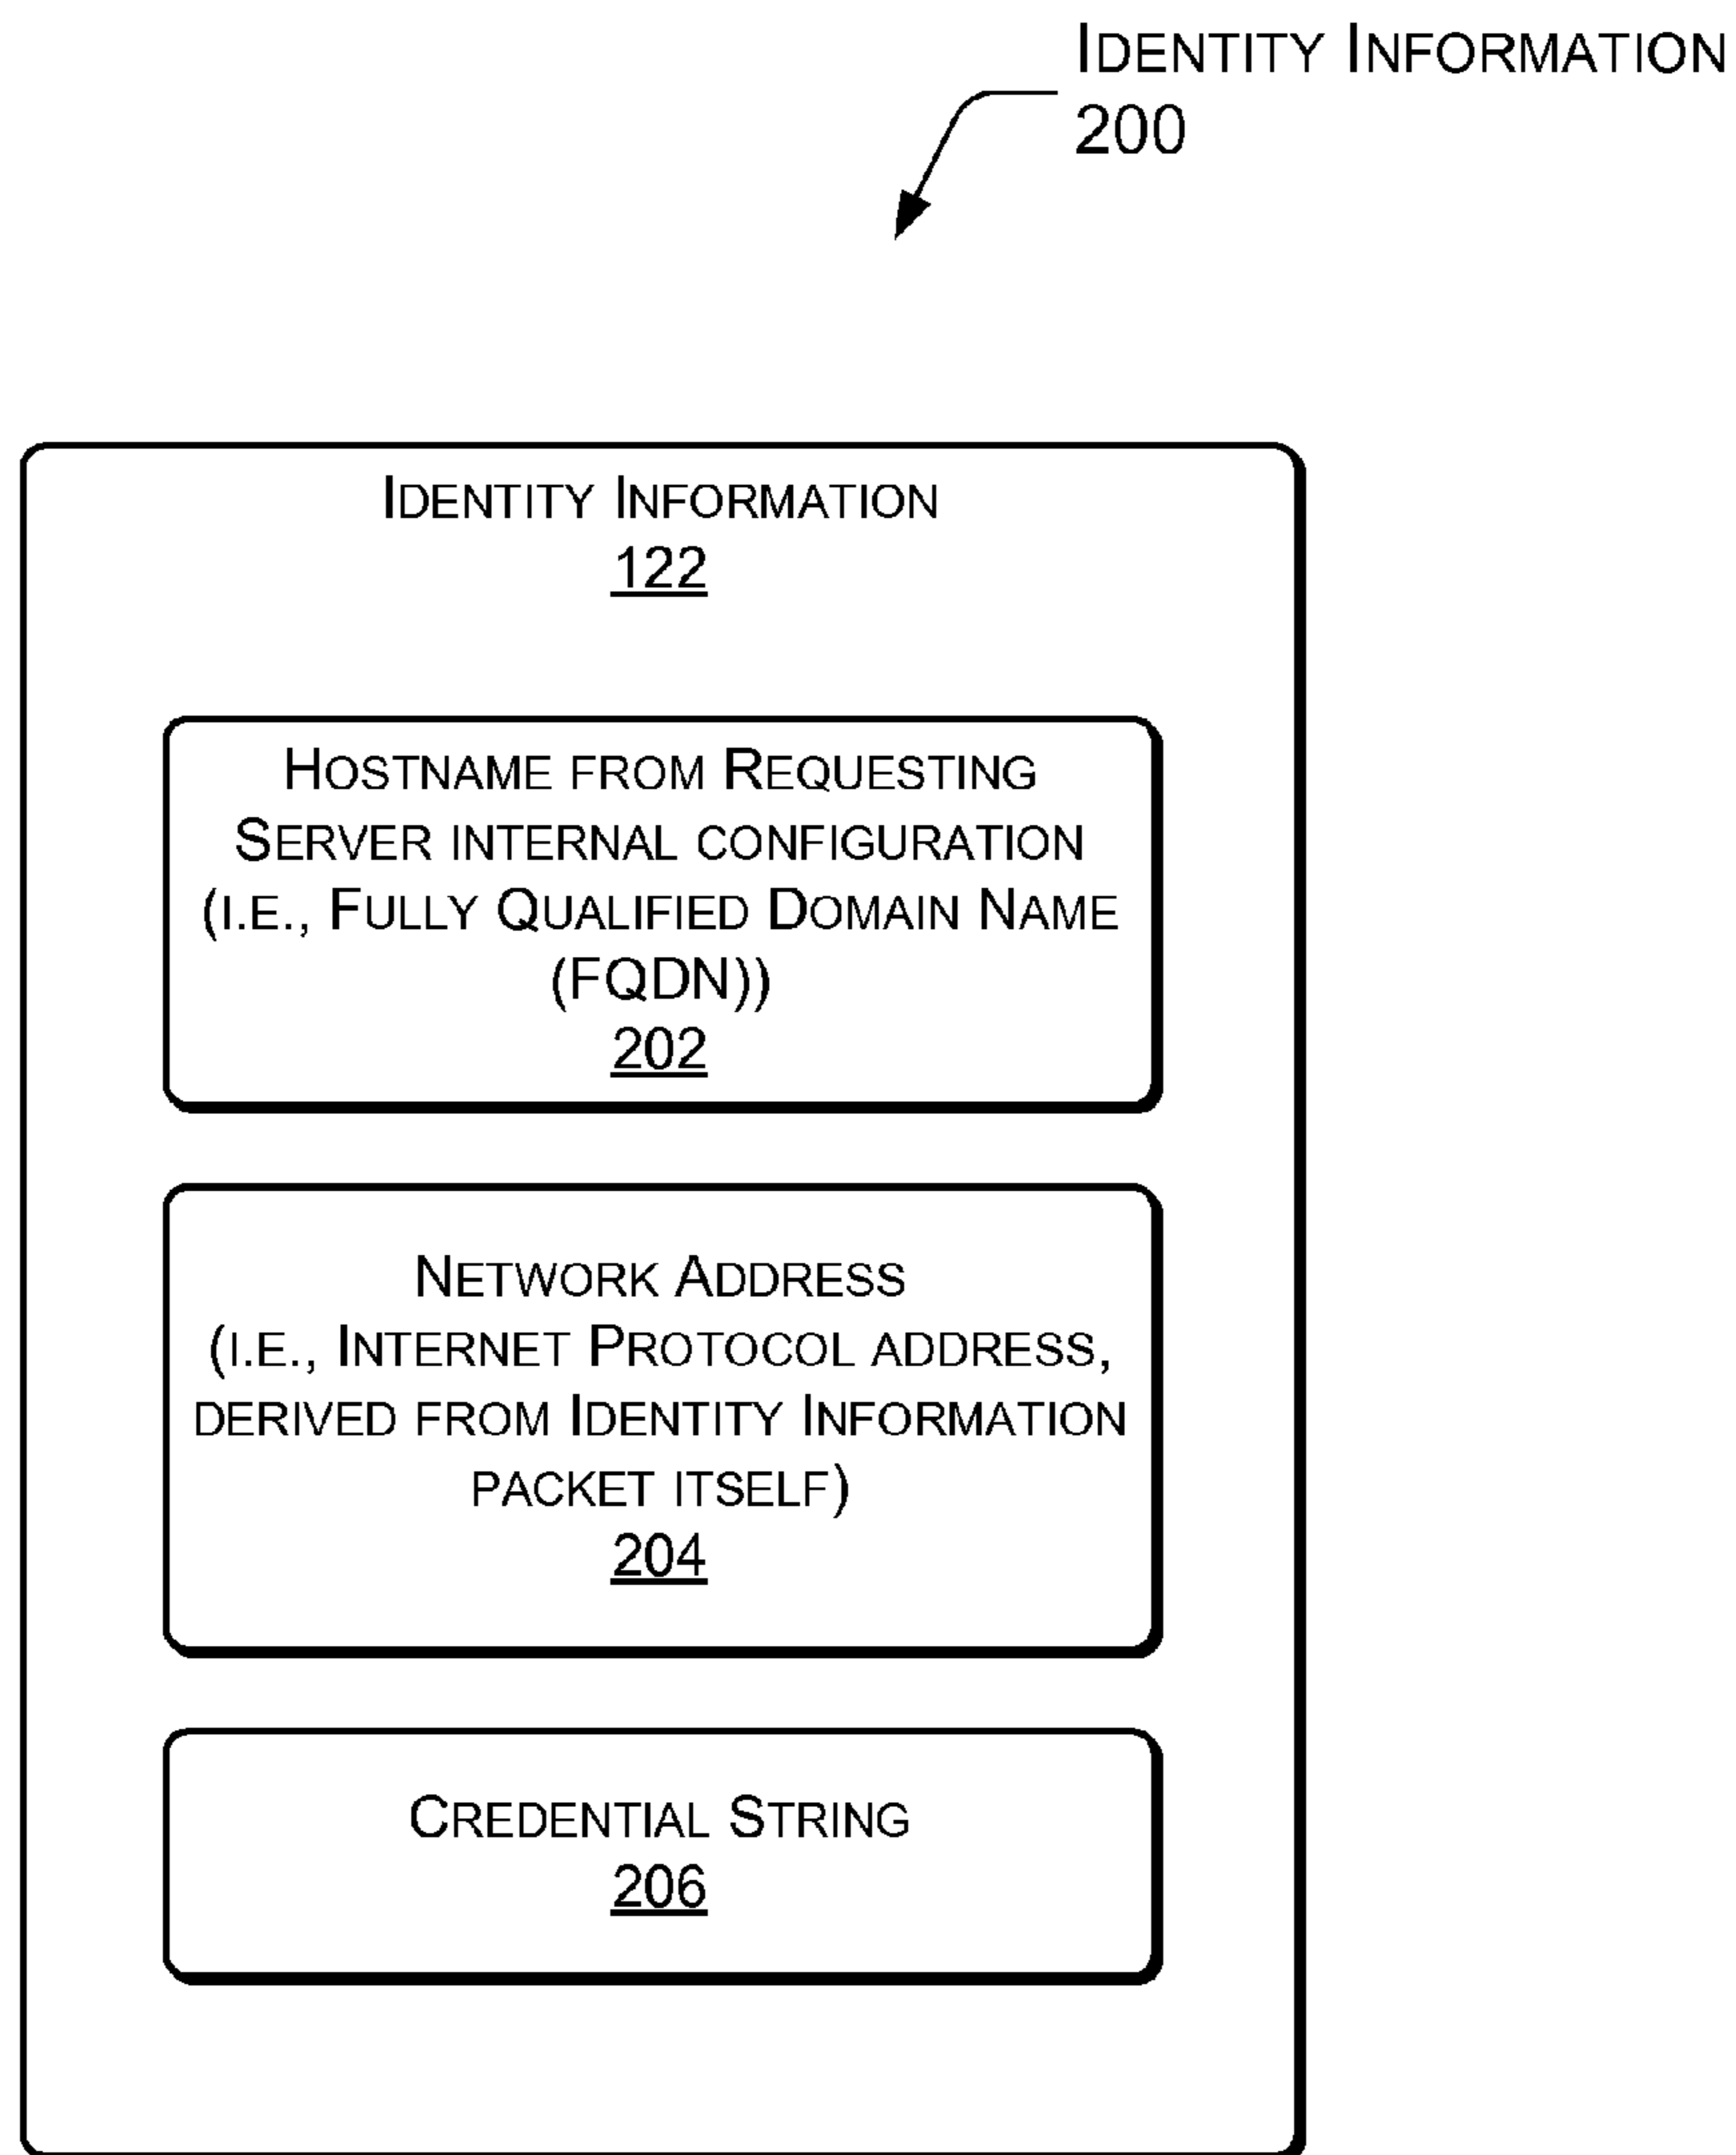 IDENTITY INFORMATION
200
IDENTITY INFORMATION
122
HOSTNAME FROM REQUESTING
SERVER INTERNAL CONFIGURATION
(I.E., FULLY QUALIFIED DOMAIN NAME
(FQDN))
202
NETWORK ADDRESS
(I.E., INTERNET PROTOCOL ADDRESS,
DERIVED FROM IDENTITY INFORMATION
PACKET ITSELF)
204
CREDENTIAL STRING
206